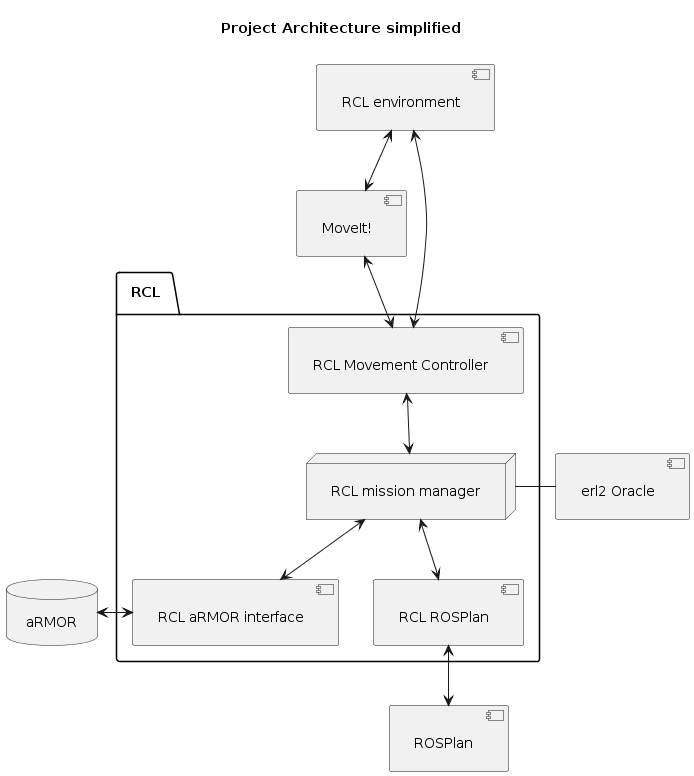 Project Architecture simplified
RCL environment
MoveIt!
RCL
RCL Movement Controller
RCL mission manager
erl2 Oracle
aRMOR
RCL aRMOR interface
RCL ROSPlan
ROSPlan